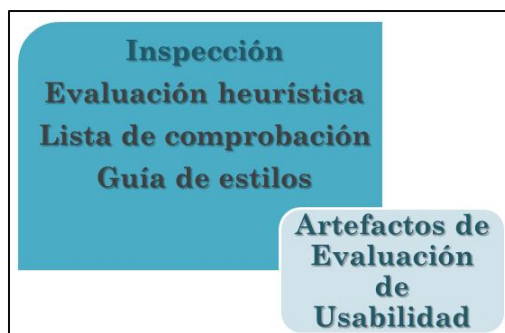 Inspección
Evaluación heurística
Lista de comprobación
Guía de estilos
Artefactos de
Evaluación
de
Usabilidad